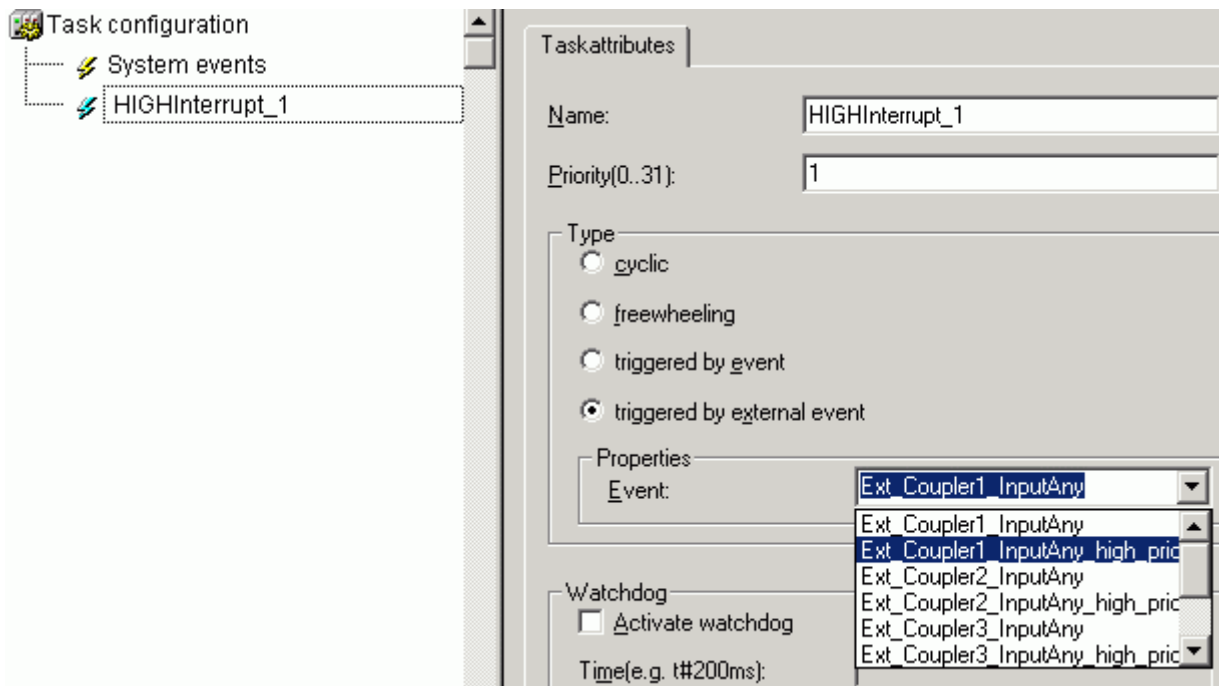 Task configuration
System events
HIGHInterrupt_1
Taskattributes
Name:
HIGHInterrupt_1
Priority(0..31):
1
Type
cyclic
freewheeling
triggered by event
triggered by external event
Properties
Event:
Ext_Coupler1_InputAny
Ext_Coupler1_InputAny
Ext_Coupler1_InputAny_high_pric
Ext_Coupler2_InputAny
Ext_Coupler2_InputAny_high_pric
Ext_Coupler3_InputAny
Ext_Coupler3_InputAny_high_pric
Watchdog
Activate watchdog
Time(e.g. t#200ms):